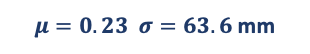 μ = 0.23 σ = 63.6 mm